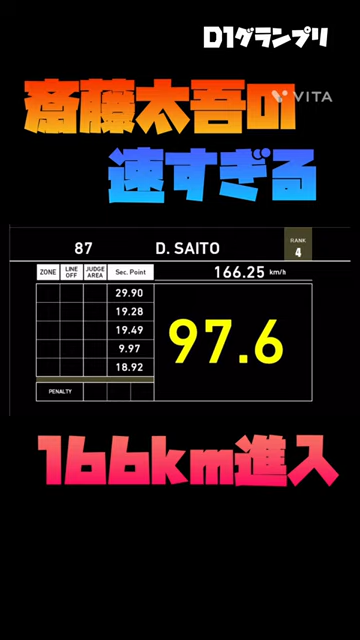 D1グランプリ
斎藤太吾の
VITA
速すぎる
87 D. SAITO RANK 4
ZONE LINE OFF JUDGE AREA Sec. Point 166.25 km/h
29.90
19.28
19.49
9.97
18.92
97.6
PENALTY
166km進入